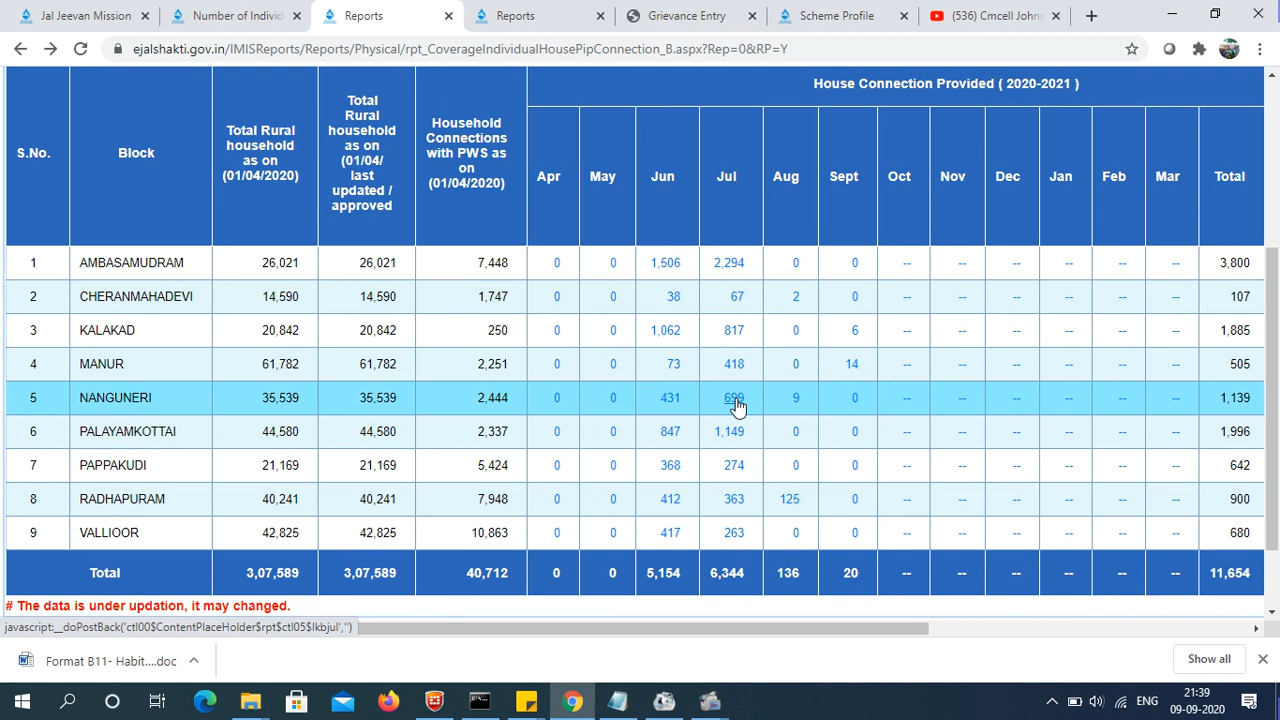 Jal Jeevan Mission
Number of Individ
Reports
Reports
Grievance Entry
Scheme Profile
(536) Cmcell Johns
ejalshakti.gov.in/IMISReports/Reports/Physical/rpt_CoverageIndividualHousePipConnection_B.aspx?Rep=0&RP=Y
House Connection Provided ( 2020-2021 )
S.No.
Block
Total Rural
household
as on
(01/04/2020)
Total
Rural
household
as on
(01/04/
last
updated /
approved
Household
Connections
with PWS as
on
(01/04/2020)
Apr May Jun Jul Aug Sept Oct Nov Dec Jan Feb Mar Total
1 AMBASAMUDRAM 26,021 26,021 7,448 0 0 1,506 2,294 0 0 -- -- -- -- -- -- 3,800
2 CHERANMAHADEVI 14,590 14,590 1,747 0 0 38 67 2 0 -- -- -- -- -- -- 107
3 KALAKAD 20,842 20,842 250 0 0 1,062 817 0 6 -- -- -- -- -- -- 1,885
4 MANUR 61,782 61,782 2,251 0 0 73 418 0 14 -- -- -- -- -- -- 505
5 NANGUNERI 35,539 35,539 2,444 0 0 431 699 9 0 -- -- -- -- -- -- 1,139
6 PALAYAMKOTTAI 44,580 44,580 2,337 0 0 847 1,149 0 0 -- -- -- -- -- -- 1,996
7 PAPPAKUDI 21,169 21,169 5,424 0 0 368 274 0 0 -- -- -- -- -- -- 642
8 RADHAPURAM 40,241 40,241 7,948 0 0 412 363 125 0 -- -- -- -- -- -- 900
9 VALLIOOR 42,825 42,825 10,863 0 0 417 263 0 0 -- -- -- -- -- -- 680
Total 3,07,589 3,07,589 40,712 0 0 5,154 6,344 136 20 -- -- -- -- -- -- 11,654
# The data is under updation, it may changed.
javascript:__doPostBack('ctl00$ContentPlaceHolder$rpt$ctl05$lkbjul','')
Format B11- Habit....doc
Show all
ENG
21:39
09-09-2020